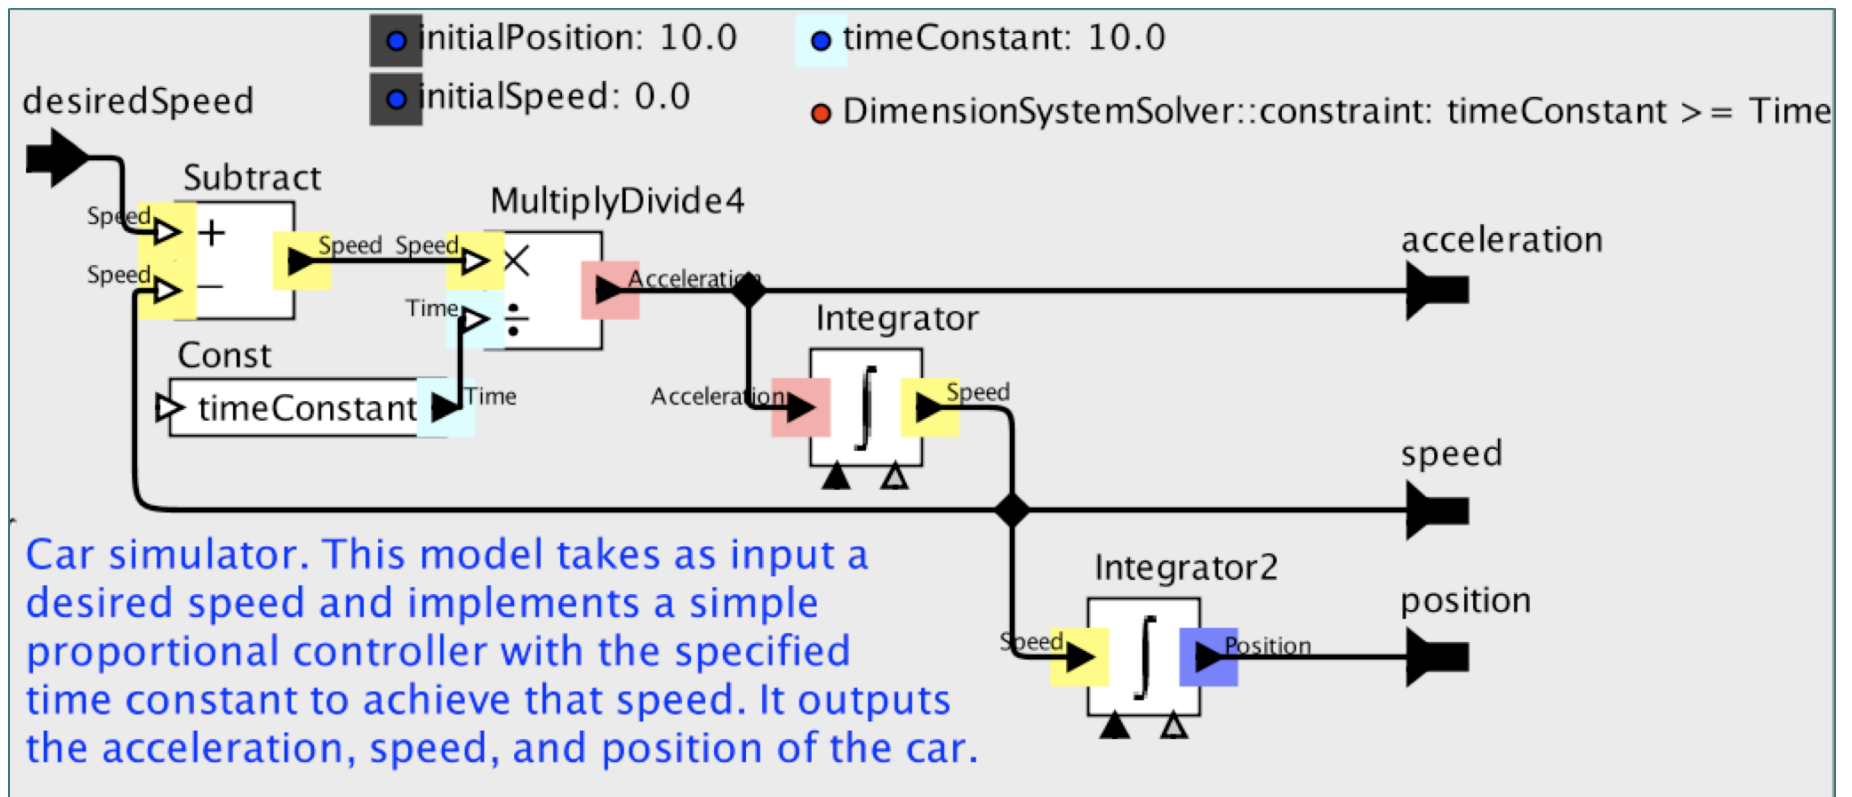 initialPosition: 10.0
timeConstant: 10.0
initialSpeed: 0.0
DimensionSystemSolver::constraint: timeConstant >= Time
desiredSpeed
Subtract
MultiplyDivide4
Speed
+
Speed
Speed
×
acceleration
Speed
−
Acceleration
Time
÷
Integrator
Const
timeConstant
Time
Acceleration
∫
Speed
speed
Car simulator. This model takes as input a
desired speed and implements a simple
proportional controller with the specified
time constant to achieve that speed. It outputs
the acceleration, speed, and position of the car.
Integrator2
position
Speed
∫
Position